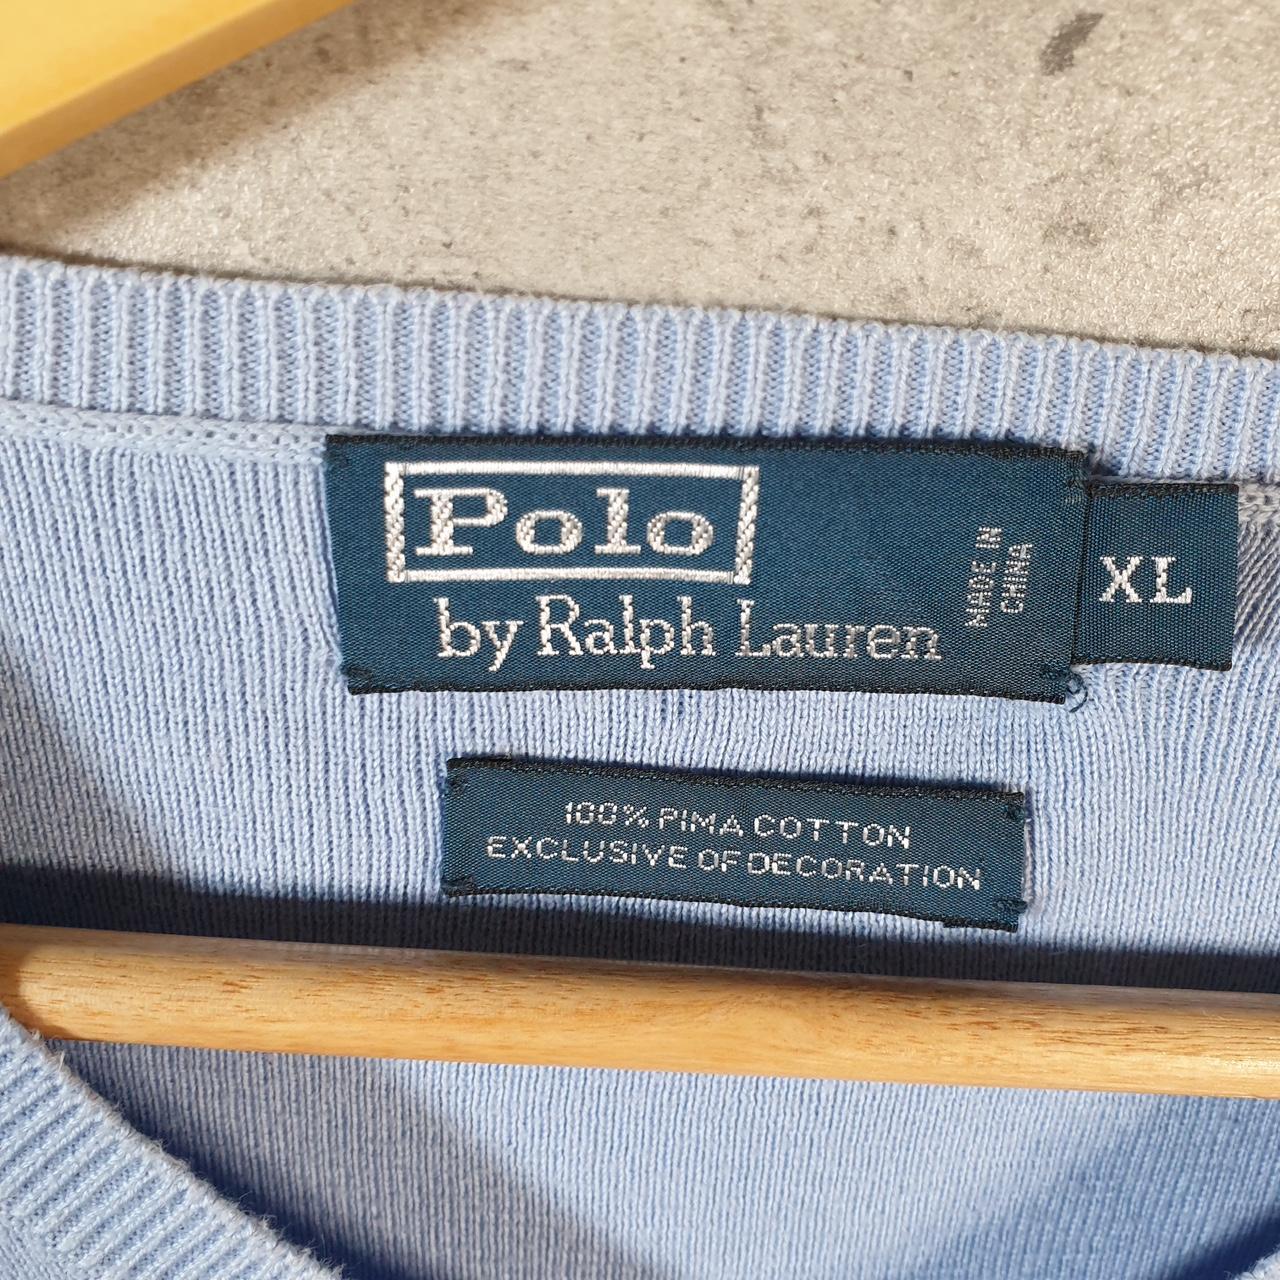 Polo
by Ralph Lauren
MADE IN
CHINA
XL
100% PIMA COTTON
EXCLUSIVE OF DECORATION